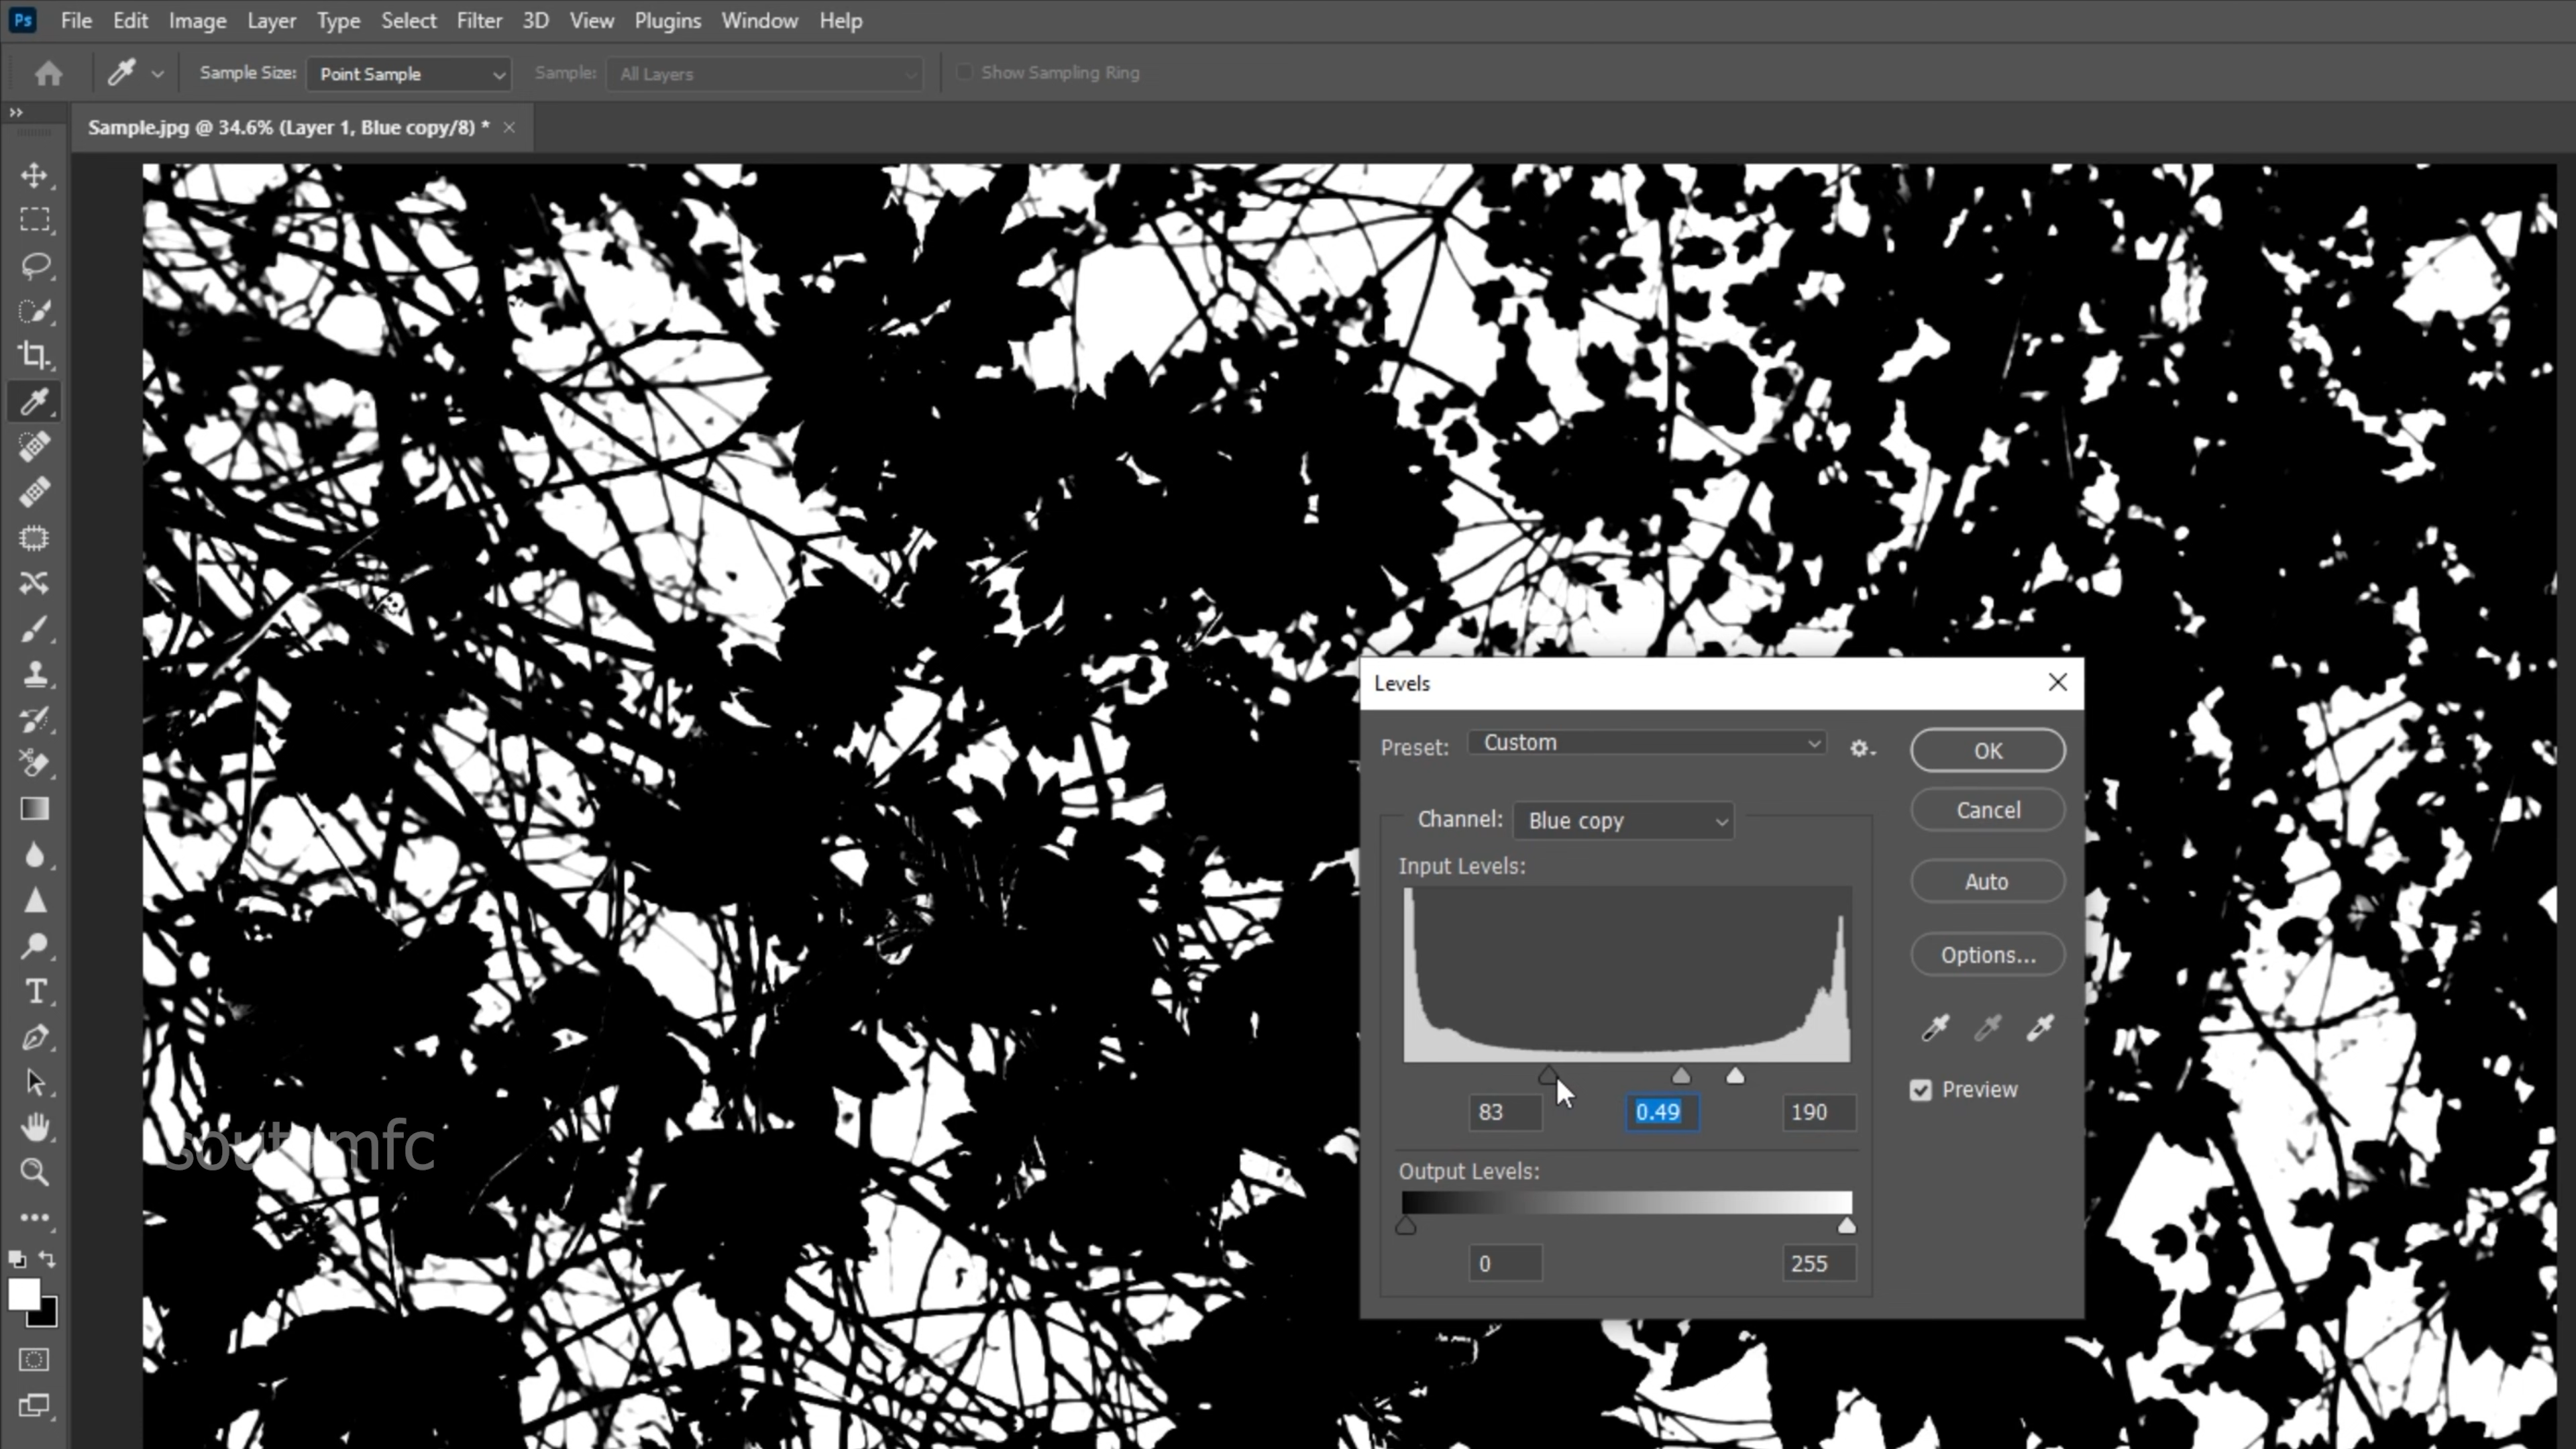 Ps File Edit Image Layer Type Select Filter 3D View Plugins Window Help
Sample Size: Point Sample Sample: All Layers Show Sampling Ring
Sample.jpg @ 34.6% (Layer 1, Blue copy/8) * ×
Levels
Preset: Custom
OK
Channel: Blue copy
Cancel
Input Levels:
Auto
Options...
Preview
83 0.49 190
Output Levels:
0 255